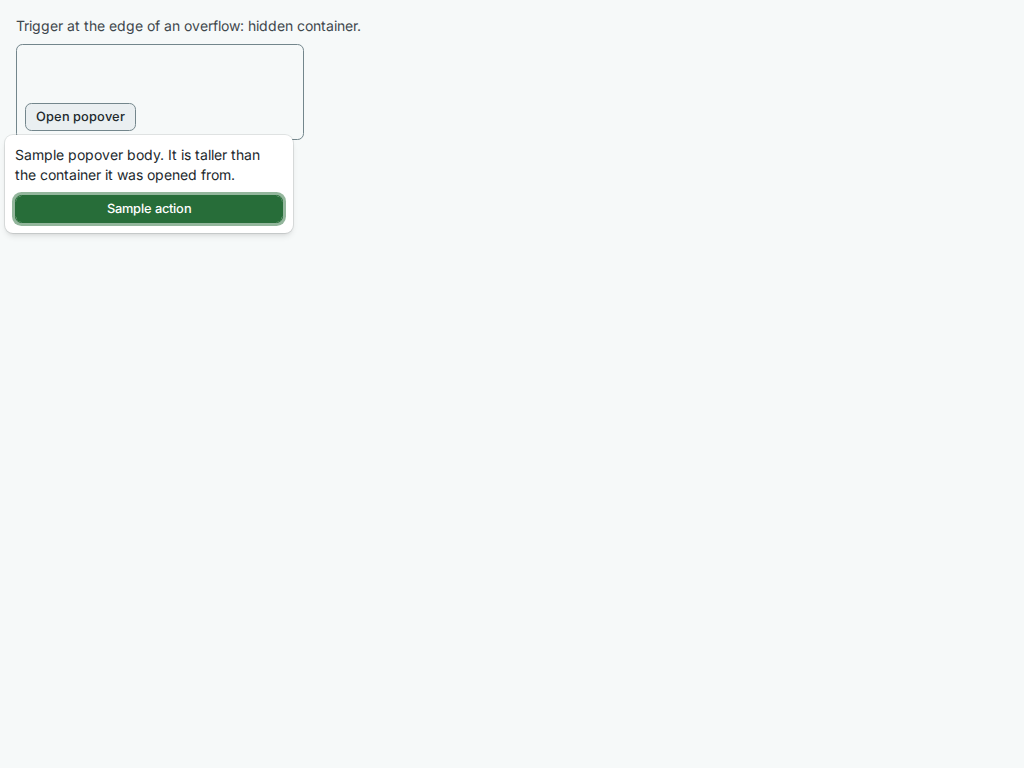 Trigger at the edge of an overflow: hidden container.
Open popover
Sample popover body. It is taller than
the container it was opened from.
Sample action